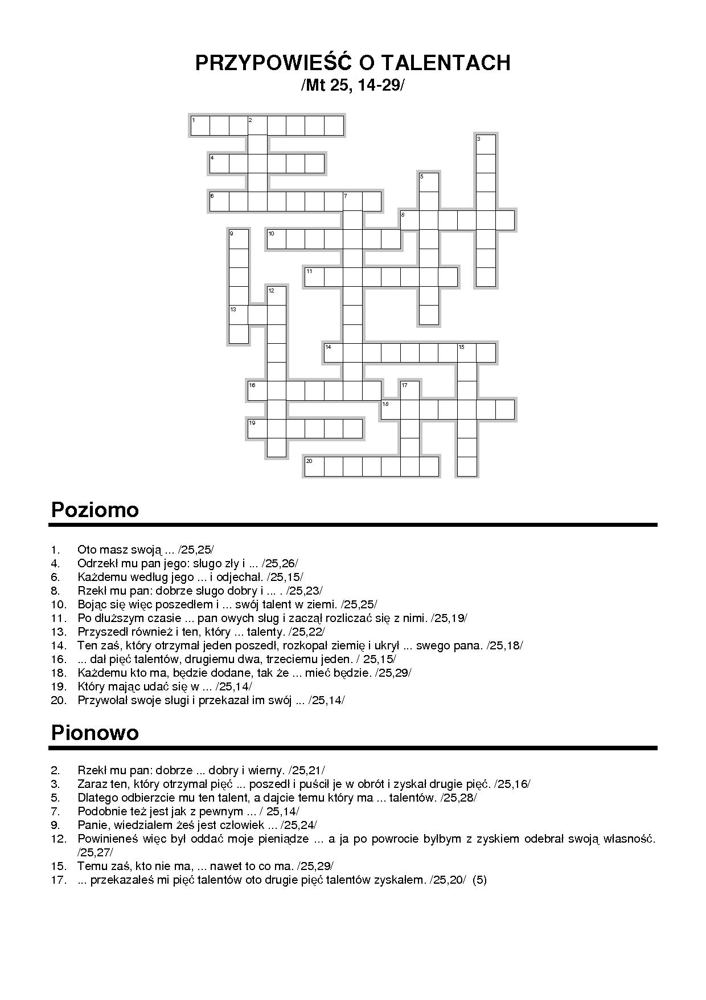 PRZYPOWIEŚĆ O TALENTACH
/Mt 25, 14-29/
1 2
3
4
5
6 7
8
9 10
11
12
13
14 15
16 17
18
19
20
Poziomo
1. Oto masz swoją ... /25,25/
4. Odrzekł mu pan jego: sługo zły i ... /25,26/
6. Każdemu według jego ... i odjechał. /25,15/
8. Rzekł mu pan: dobrze sługo dobry i ... . /25,23/
10. Bojąc się więc poszedłem i ... swój talent w ziemi. /25,25/
11. Po dłuższym czasie ... pan owych sług i zaczął rozliczać się z nimi. /25,19/
13. Przyszedł również i ten, który ... talenty. /25,22/
14. Ten zaś, który otrzymał jeden poszedł, rozkopał ziemię i ukrył ... swego pana. /25,18/
16. ... dał pięć talentów, drugiemu dwa, trzeciemu jeden. / 25,15/
18. Każdemu kto ma, będzie dodane, tak że ... mieć będzie. /25,29/
19. Który mając udać się w ... /25,14/
20. Przywołał swoje sługi i przekazał im swój ... /25,14/
Pionowo
2. Rzekł mu pan: dobrze ... dobry i wierny. /25,21/
3. Zaraz ten, który otrzymał pięć ... poszedł i puścił je w obrót i zyskał drugie pięć. /25,16/
5. Dlatego odbierzcie mu ten talent, a dajcie temu który ma ... talentów. /25,28/
7. Podobnie też jest jak z pewnym ... / 25,14/
9. Panie, wiedziałem żeś jest człowiek ... /25,24/
12. Powinieneś więc był oddać moje pieniądze ... a ja po powrocie byłbym z zyskiem odebrał swoją własność.
/25,27/
15. Temu zaś, kto nie ma, ... nawet to co ma. /25,29/
17. ... przekazałeś mi pięć talentów oto drugie pięć talentów zyskałem. /25,20/ (5)